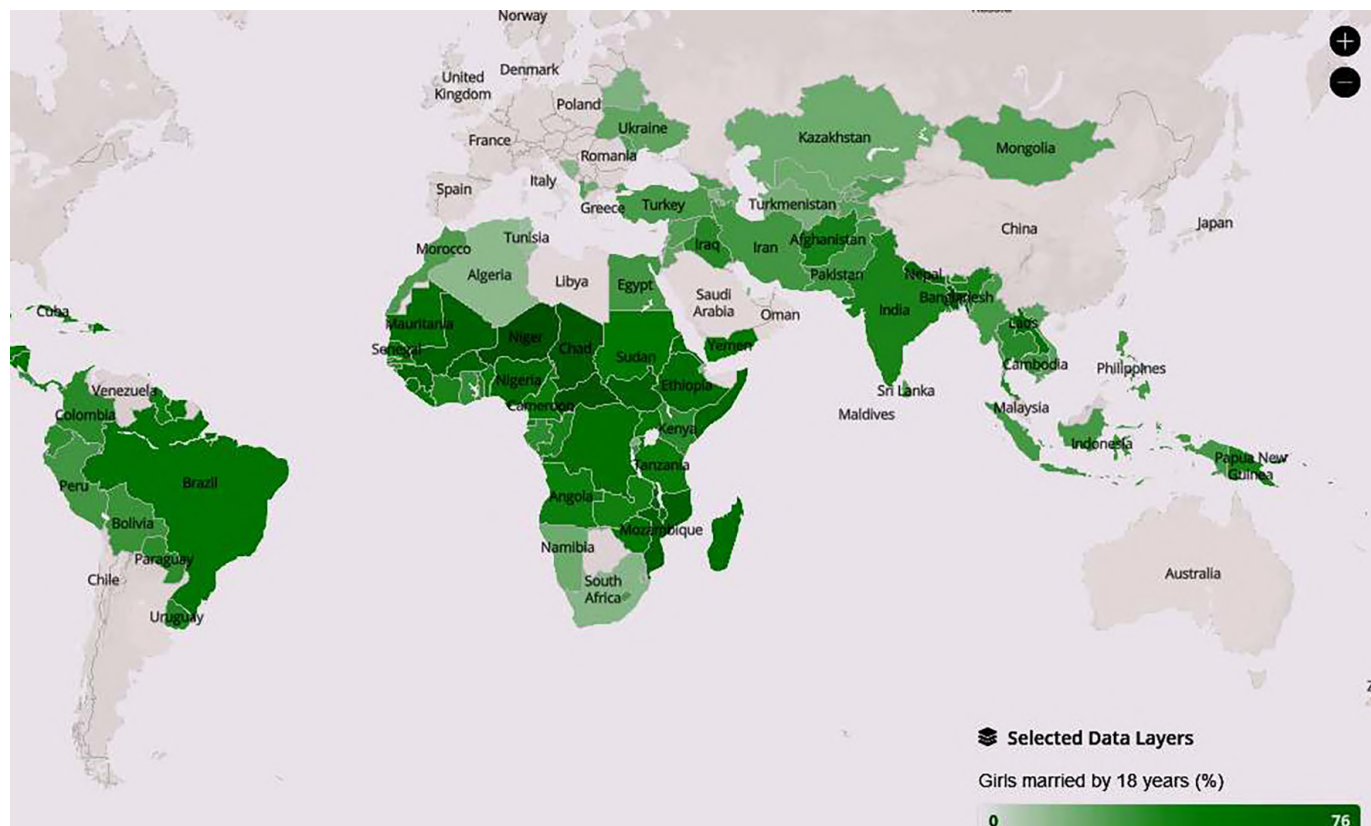 Norway
Russia
United
Kingdom
Denmark
Poland
Ukraine
Kazakhstan
Mongolia
France
Romania
Spain
Italy
Greece
Turkey
Turkmenistan
China
Japan
Morocco
Tunisia
Algeria
Libya
Egypt
Iraq
Iran
Afghanistan
Pakistan
Nepal
Saudi
Arabia
Oman
India
Bangladesh
Cuba
Mauritania
Senegal
Niger
Chad
Sudan
Yemen
Laos
Cambodia
Philippines
Venezuela
Nigeria
Ethiopia
Sri Lanka
Maldives
Malaysia
Colombia
Cameroon
Kenya
Indonesia
Papua New
Guinea
Peru
Brazil
Tanzania
Angola
Bolivia
Mozambique
Namibia
Paraguay
Chile
South
Africa
Uruguay
Australia
Selected Data Layers
Girls married by 18 years (%)
0
76